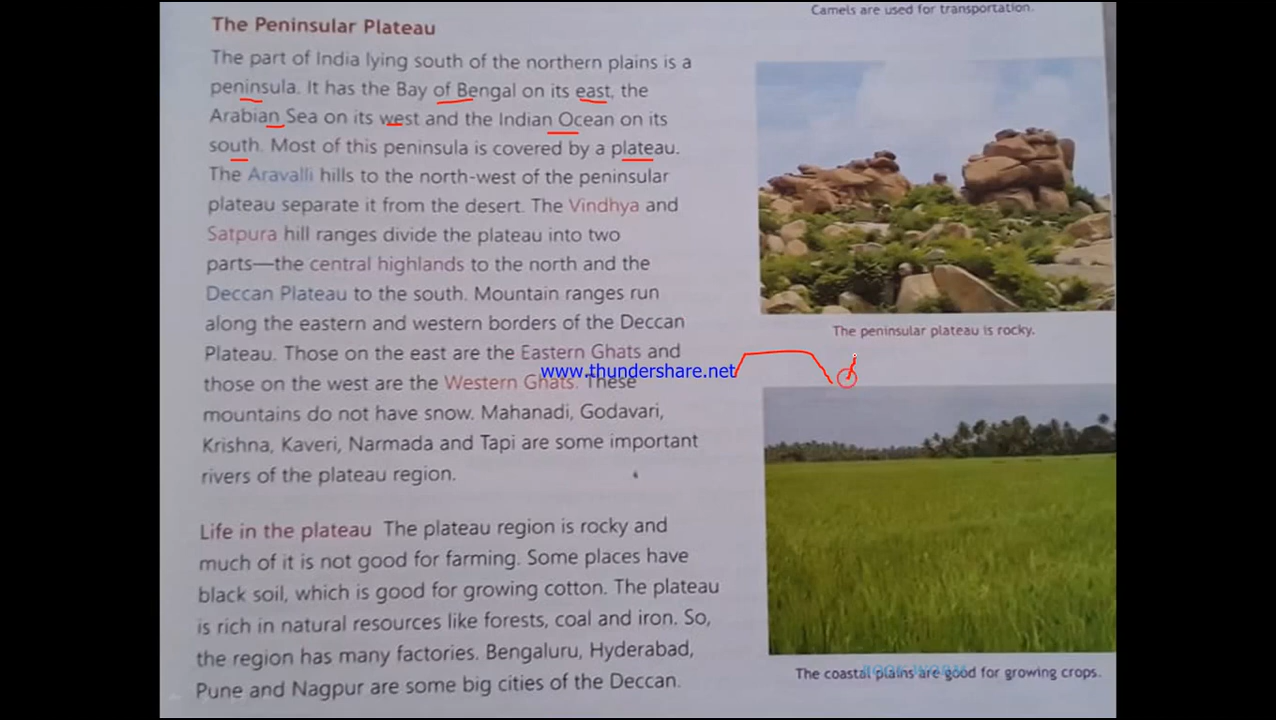 Camels are used for transportation.
The Peninsular Plateau
The part of India lying south of the northern plains is a
peninsula. It has the Bay of Bengal on its east, the
Arabian Sea on its west and the Indian Ocean on its
south. Most of this peninsula is covered by a plateau.
The Aravalli hills to the north-west of the peninsular
plateau separate it from the desert. The Vindhya and
Satpura hill ranges divide the plateau into two
parts—the central highlands to the north and the
Deccan Plateau to the south. Mountain ranges run
along the eastern and western borders of the Deccan
Plateau. Those on the east are the Eastern Ghats and
those on the west are the Western Ghats. These
mountains do not have snow. Mahanadi, Godavari,
Krishna, Kaveri, Narmada and Tapi are some important
rivers of the plateau region.
Life in the plateau The plateau region is rocky and
much of it is not good for farming. Some places have
black soil, which is good for growing cotton. The plateau
is rich in natural resources like forests, coal and iron. So,
the region has many factories. Bengaluru, Hyderabad,
Pune and Nagpur are some big cities of the Deccan.
The peninsular plateau is rocky.
www.thundershare.net
The coastal plains are good for growing crops.